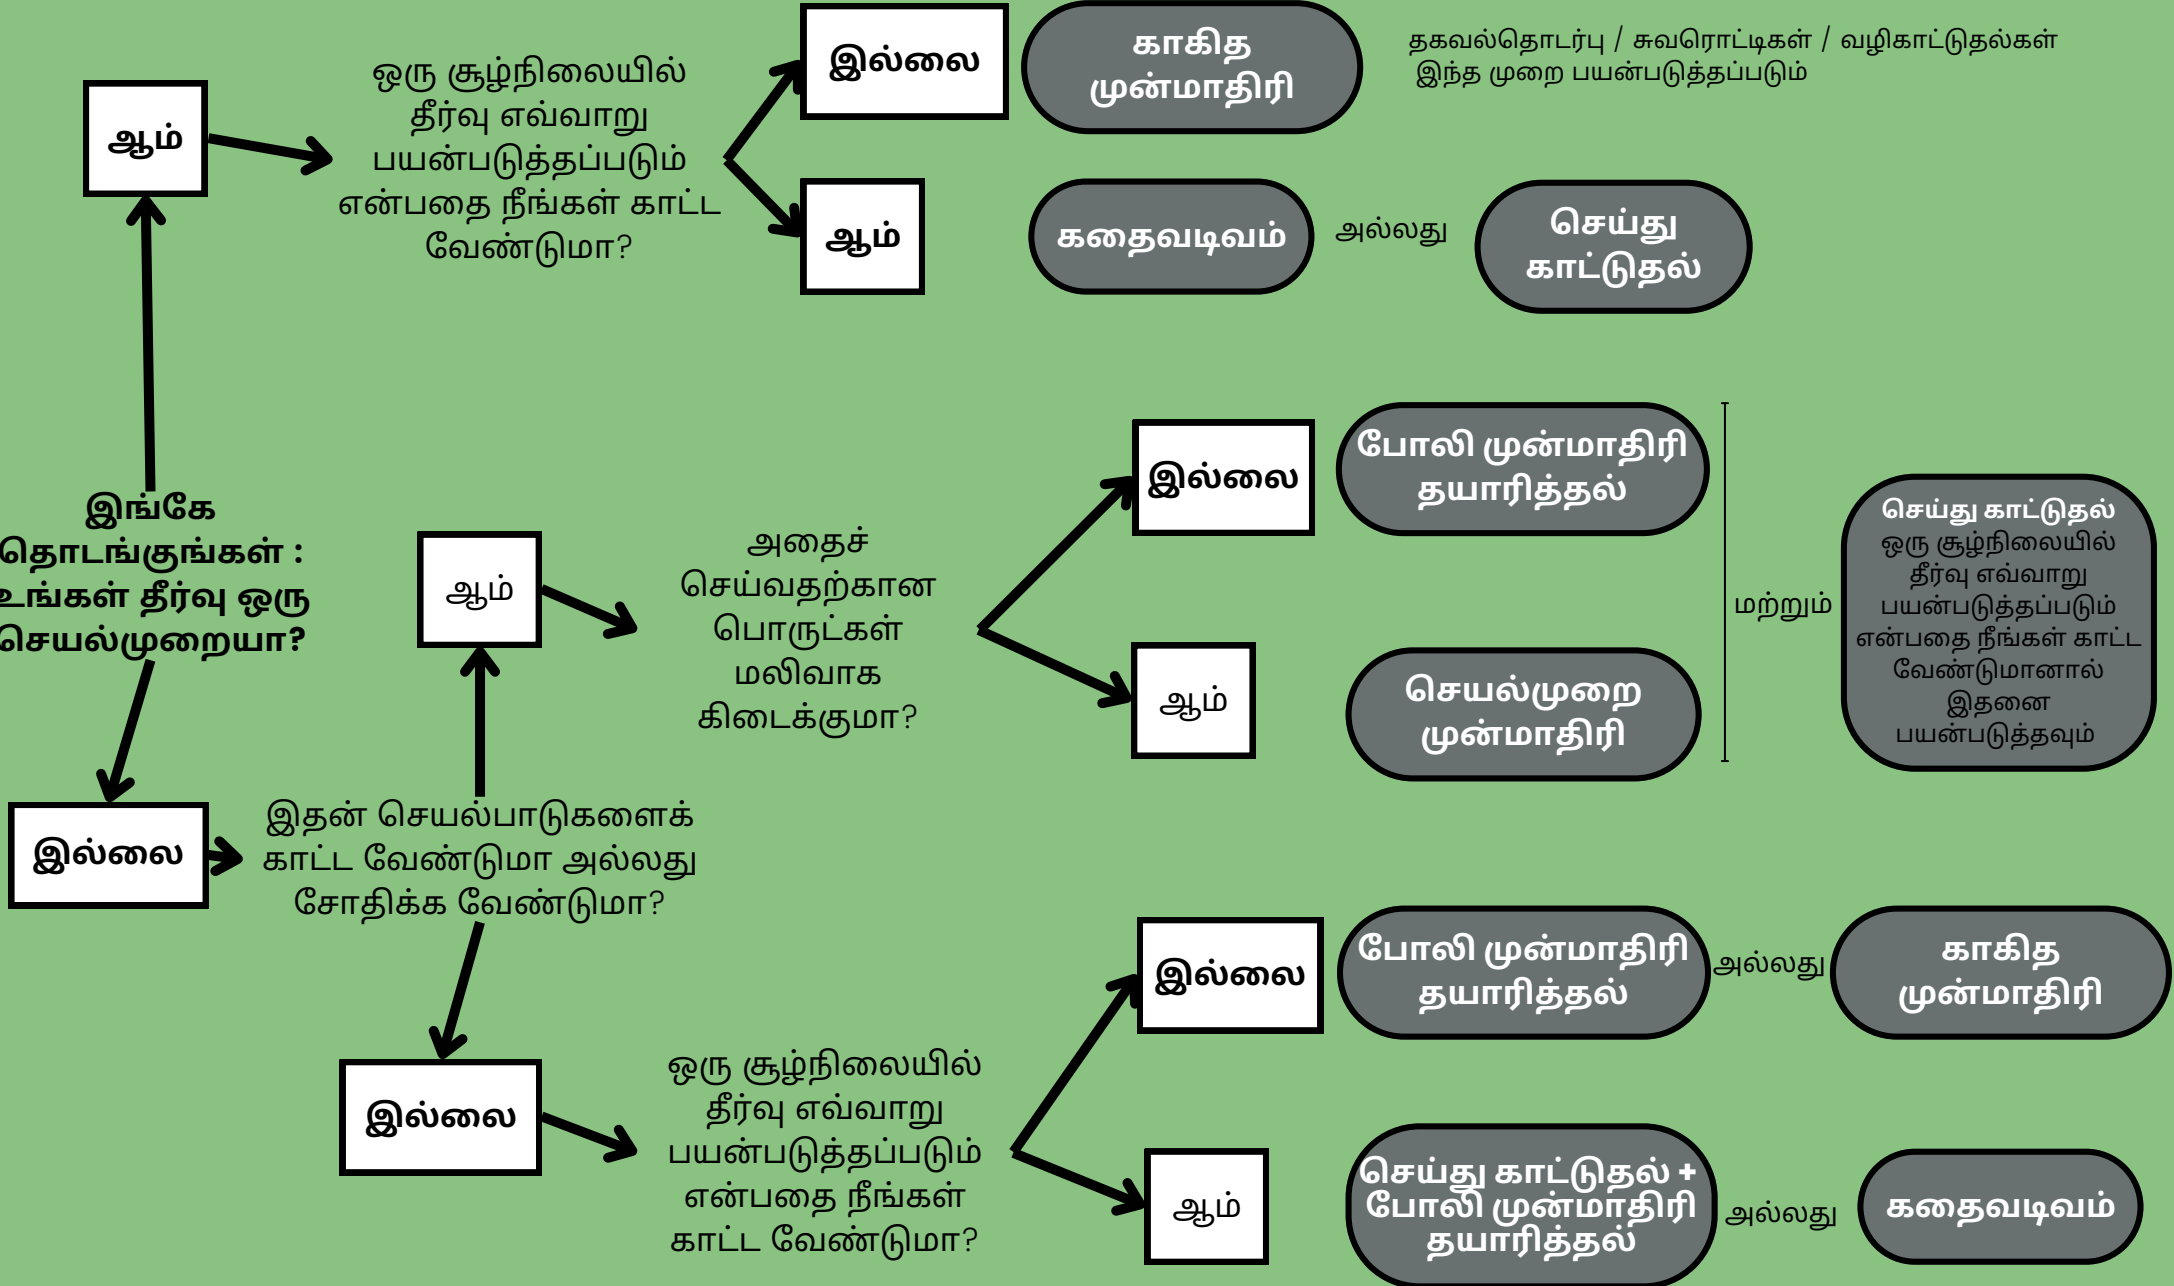 இல்லை
காகித
முன்மாதிரி
தகவல்தொடர்பு / சுவரொட்டிகள் / வழிகாட்டுதல்கள்
இந்த முறை பயன்படுத்தப்படும்
ஆம்
ஒரு சூழ்நிலையில்
தீர்வு எவ்வாறு
பயன்படுத்தப்படும்
என்பதை நீங்கள் காட்ட
வேண்டுமா?
ஆம்
கதைவடிவம்
அல்லது
செய்து
காட்டுதல்
இங்கே
தொடங்குங்கள் :
உங்கள் தீர்வு ஒரு
செயல்முறையா?
ஆம்
அதைச்
செய்வதற்கான
பொருட்கள்
மலிவாக
கிடைக்குமா?
இல்லை
போலி முன்மாதிரி
தயாரித்தல்
ஆம்
செயல்முறை
முன்மாதிரி
மற்றும்
செய்து காட்டுதல்
ஒரு சூழ்நிலையில்
தீர்வு எவ்வாறு
பயன்படுத்தப்படும்
என்பதை நீங்கள் காட்ட
வேண்டுமானால்
இதனை
பயன்படுத்தவும்
இல்லை
இதன் செயல்பாடுகளைக்
காட்ட வேண்டுமா அல்லது
சோதிக்க வேண்டுமா?
இல்லை
போலி முன்மாதிரி
தயாரித்தல்
அல்லது
காகித
முன்மாதிரி
இல்லை
ஒரு சூழ்நிலையில்
தீர்வு எவ்வாறு
பயன்படுத்தப்படும்
என்பதை நீங்கள்
காட்ட வேண்டுமா?
ஆம்
செய்து காட்டுதல் +
போலி முன்மாதிரி
தயாரித்தல்
அல்லது
கதைவடிவம்